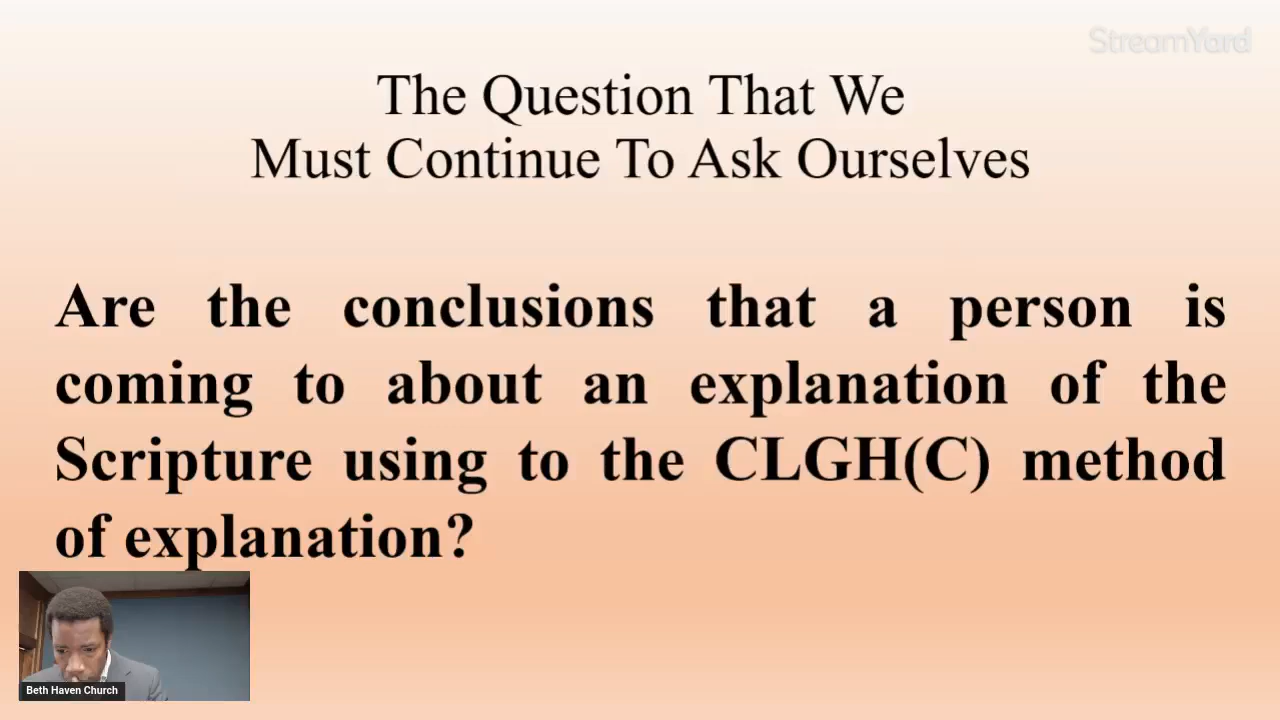 StreamYard
The Question That We
Must Continue To Ask Ourselves
Are the conclusions that a person is
coming to about an explanation of the
Scripture using to the CLGH(C) method
of explanation?
Beth Haven Church